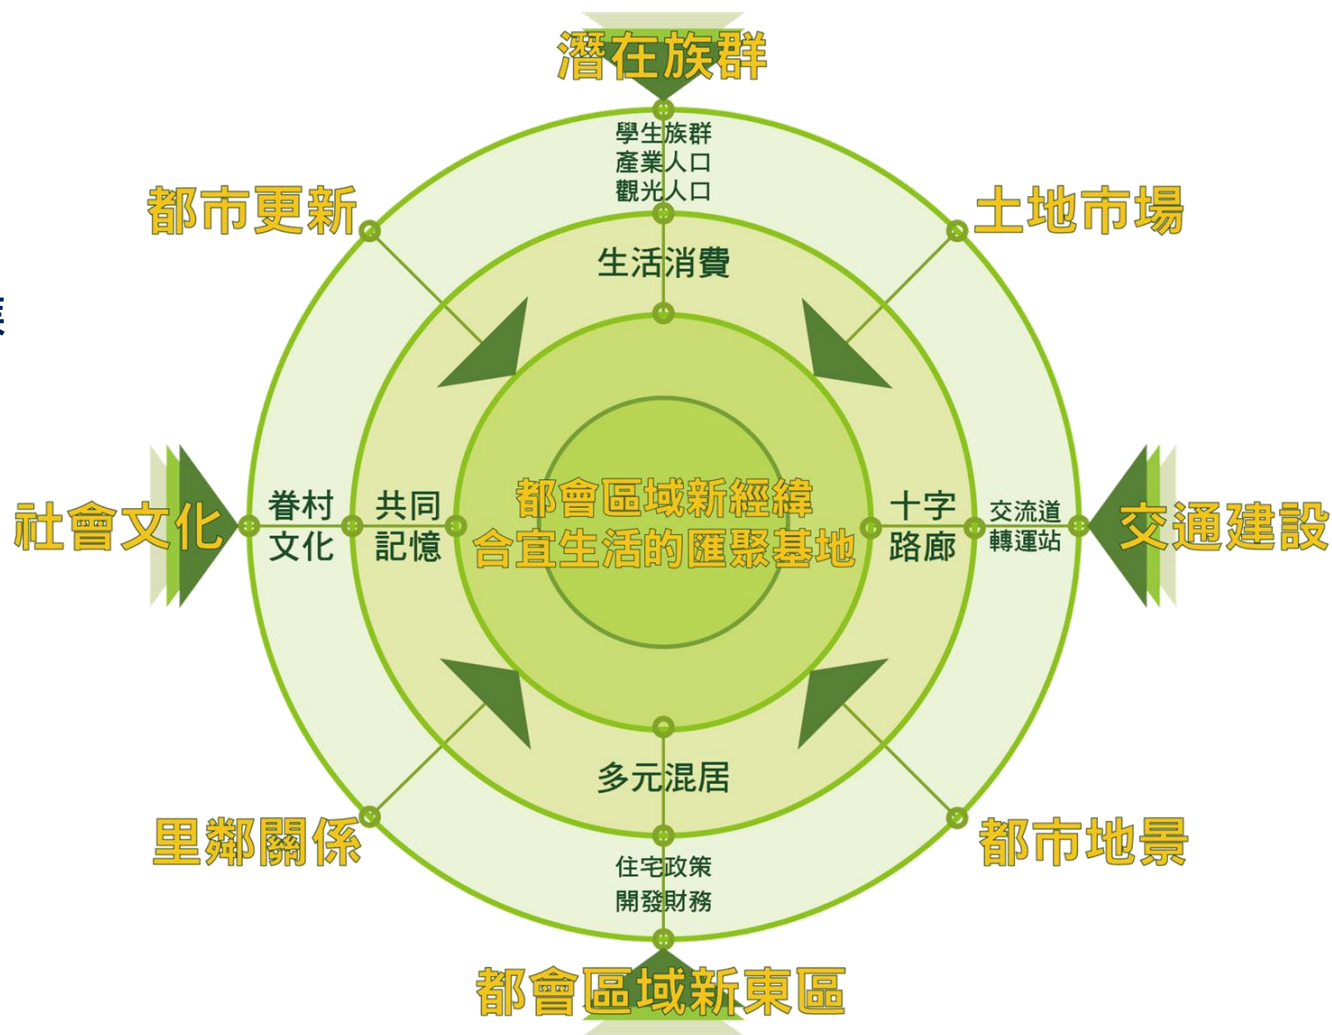 潛在族群
學生族群
產業人口
觀光人口
都市更新
土地市場
生活消費
社會文化
眷村
文化
共同
記憶
都會區域新經緯
合宜生活的匯聚基地
十字
路廊
交流道
轉運站
交通建設
多元混居
里鄰關係
都市地景
住宅政策
開發財務
都會區域新東區